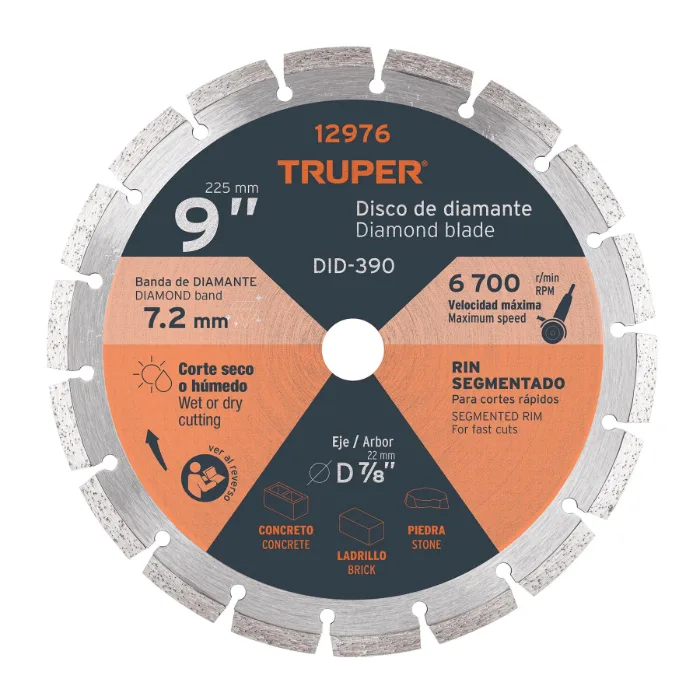 12976
TRUPER®
225 mm
9"
Disco de diamante
Diamond blade
DID-390
Banda de DIAMANTE
DIAMOND band
7.2 mm
6 700 r/min
RPM
Velocidad máxima
Maximum speed
Corte seco
o húmedo
Wet or dry
cutting
ver al reverso
RIN
SEGMENTADO
Para cortes rápidos
SEGMENTED RIM
For fast cuts
Eje / Arbor
22 mm
D 7/8"
CONCRETO
CONCRETE
LADRILLO
BRICK
PIEDRA
STONE